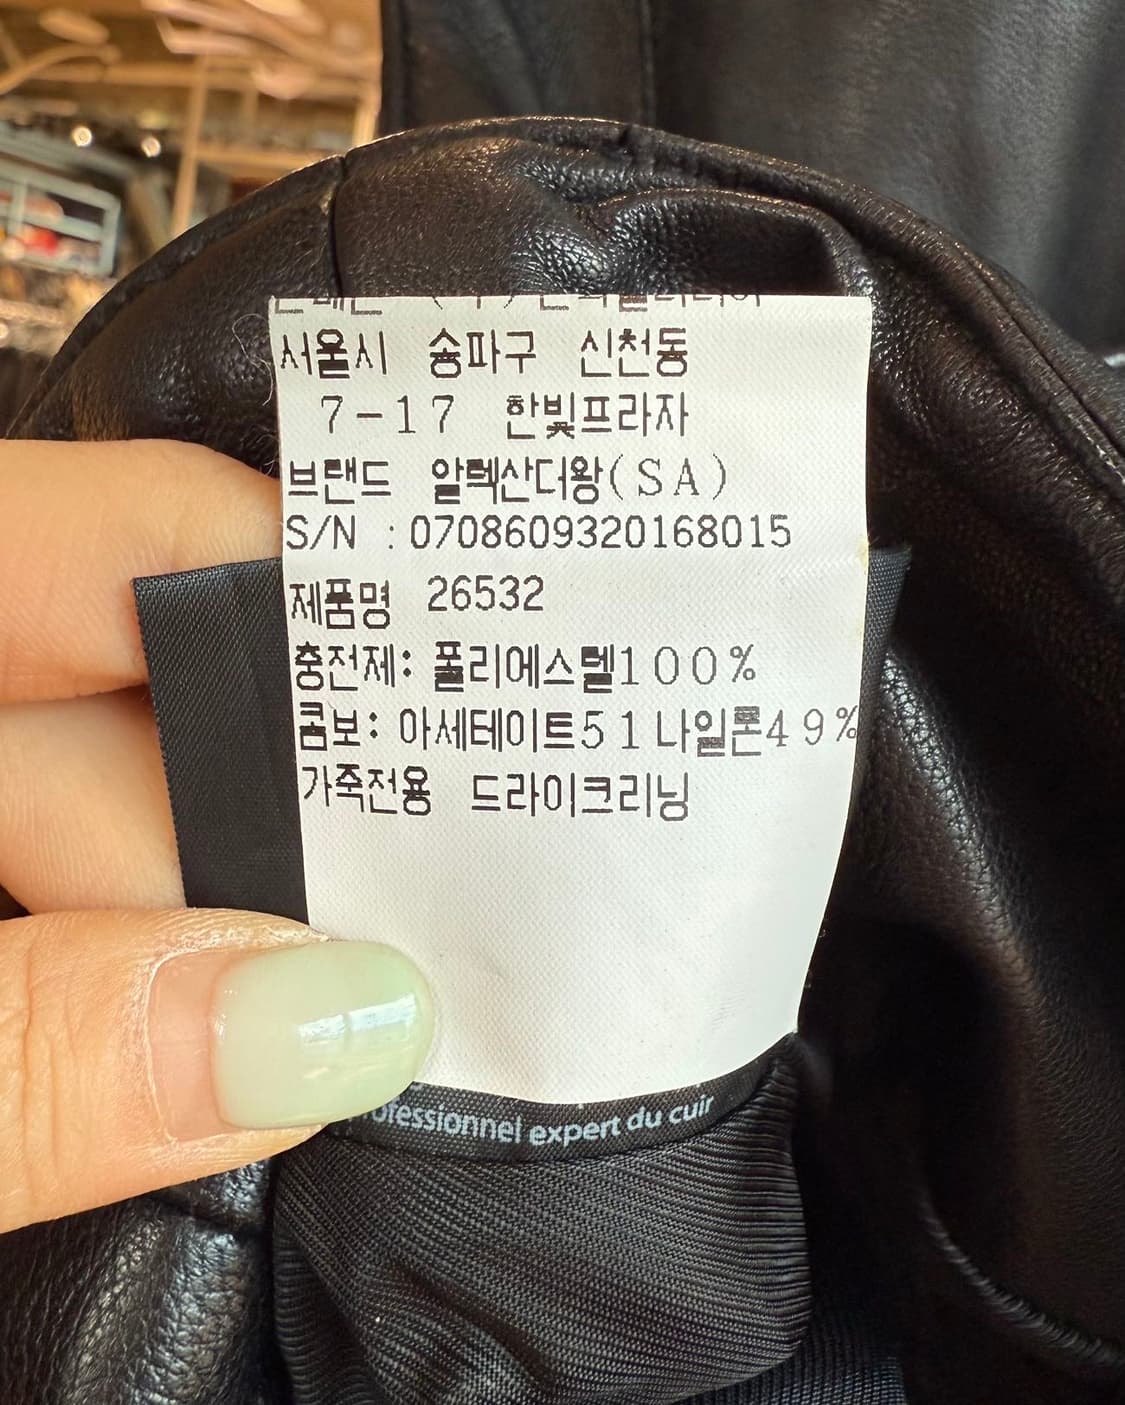 서울시 송파구 신천동
7-17 한빛프라자
브랜드 알렉산더왕(SA)
S/N :0708609320168015
제품명 26532
충전제: 폴리에스텔100%
콤보: 아세테이트51나일론49%
가죽전용 드라이크리닝
expert du cuir